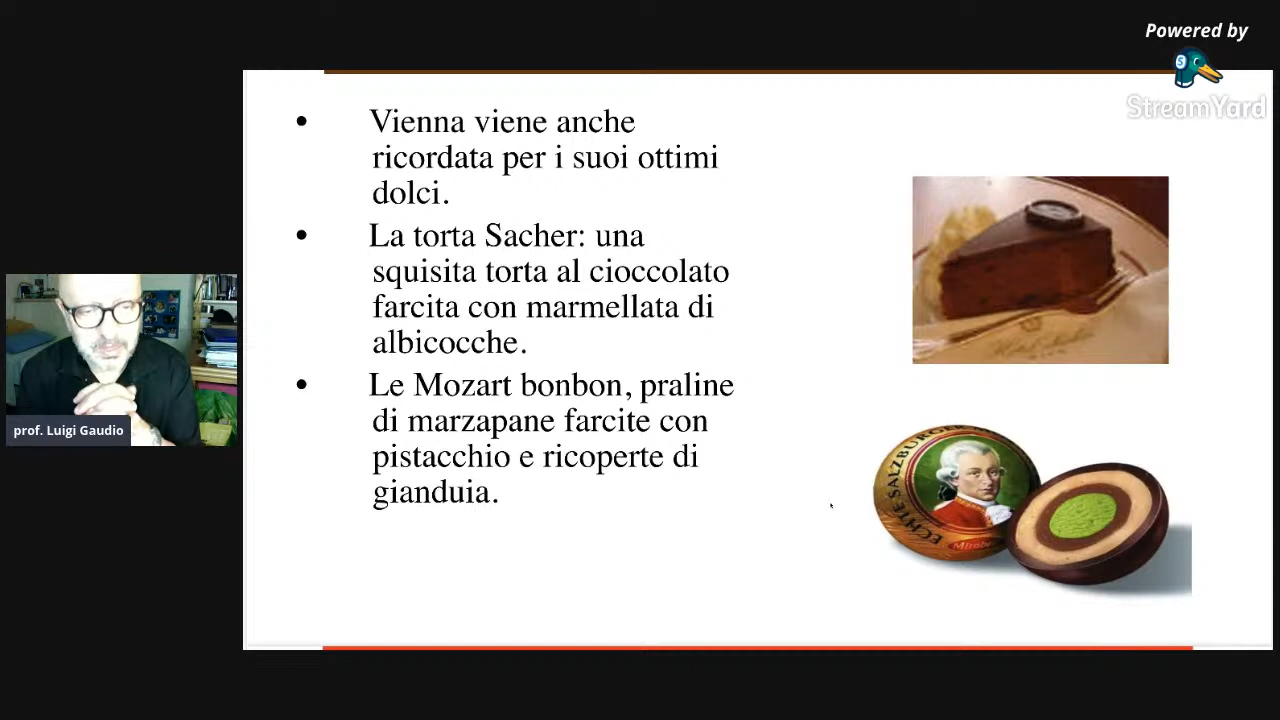 Powered by
StreamYard
• Vienna viene anche
ricordata per i suoi ottimi
dolci.
• La torta Sacher: una
squisita torta al cioccolato
farcita con marmellata di
albicocche.
• Le Mozart bonbon, praline
di marzapane farcite con
pistacchio e ricoperte di
gianduia.
prof. Luigi Gaudio
ECHTE SALZBURGER